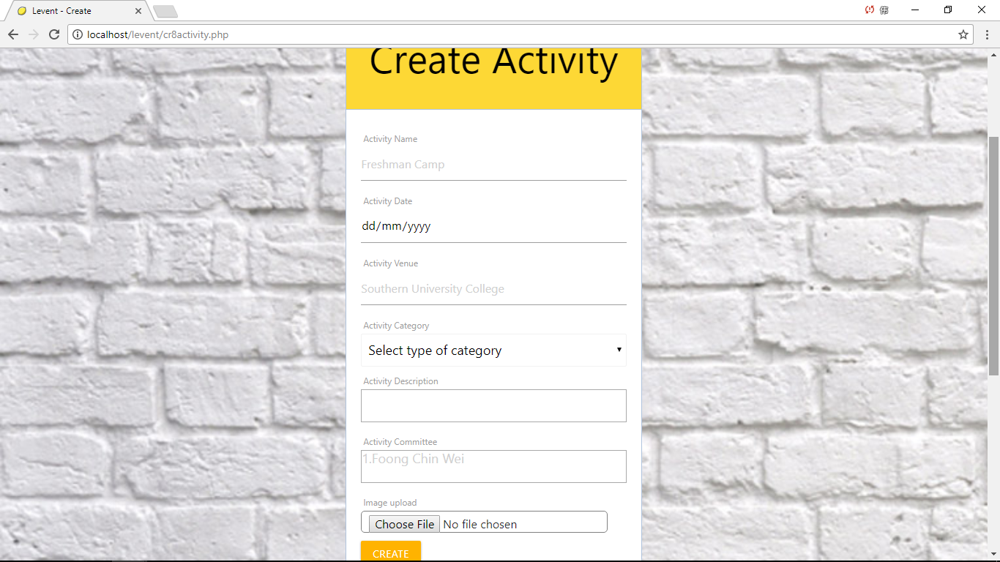 Levent - Create
localhost/levent/cr8activity.php
Create Activity
Activity Name
Freshman Camp
Activity Date
dd/mm/yyyy
Activity Venue
Southern University College
Activity Category
Select type of category
Activity Description
Activity Committee
1.Foong Chin Wei
Image upload
Choose File No file chosen
CREATE